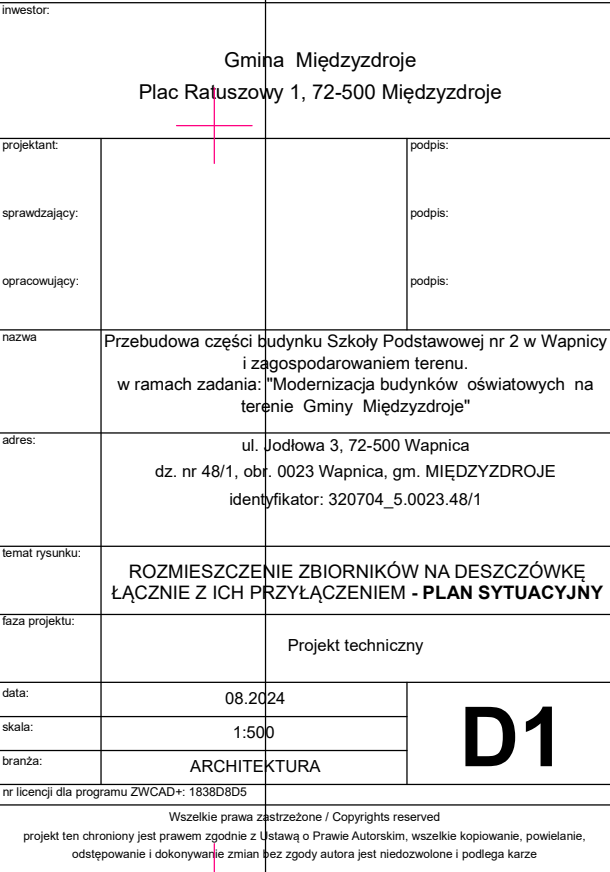 inwestor:
Gmina Międzyzdroje
Plac Ratuszowy 1, 72-500 Międzyzdroje
projektant:
podpis:
sprawdzający:
podpis:
opracowujący:
podpis:
nazwa
Przebudowa części budynku Szkoły Podstawowej nr 2 w Wapnicy
i zagospodarowaniem terenu.
w ramach zadania: "Modernizacja budynków oświatowych na
terenie Gminy Międzyzdroje"
adres:
ul. Jodłowa 3, 72-500 Wapnica
dz. nr 48/1, obr. 0023 Wapnica, gm. MIĘDZYZDROJE
identyfikator: 320704_5.0023.48/1
temat rysunku:
ROZMIESZCZENIE ZBIORNIKÓW NA DESZCZÓWKĘ
ŁĄCZNIE Z ICH PRZYŁĄCZENIEM - PLAN SYTUACYJNY
faza projektu:
Projekt techniczny
data:
08.2024
skala:
1:500
branża:
ARCHITEKTURA
D1
nr licencji dla programu ZWCAD+: 1838D8D5
Wszelkie prawa zastrzeżone / Copyrights reserved
projekt ten chroniony jest prawem zgodnie z Ustawą o Prawie Autorskim, wszelkie kopiowanie, powielanie,
odstępowanie i dokonywanie zmian bez zgody autora jest niedozwolone i podlega karze